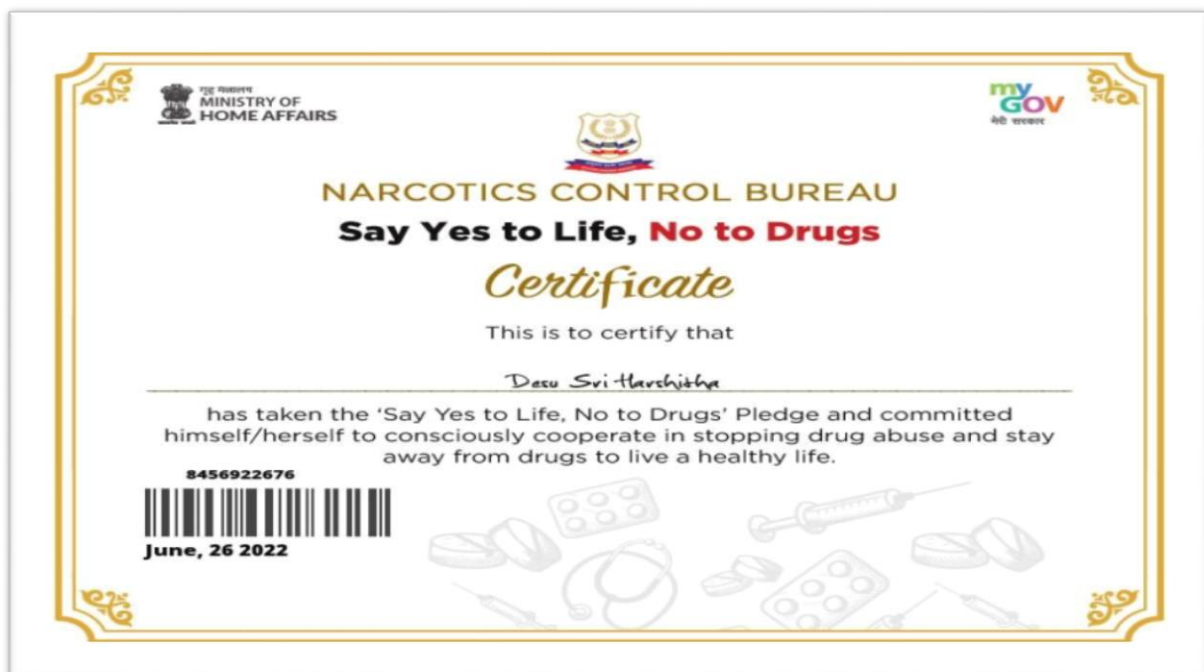 गृह मंत्रालय
MINISTRY OF
HOME AFFAIRS
my
GOV
मेरी सरकार
NARCOTICS CONTROL BUREAU
Say Yes to Life, No to Drugs
Certificate
This is to certify that
Desu Sri Harshitha
has taken the ‘Say Yes to Life, No to Drugs’ Pledge and committed
himself/herself to consciously cooperate in stopping drug abuse and stay
away from drugs to live a healthy life.
8456922676
June, 26 2022